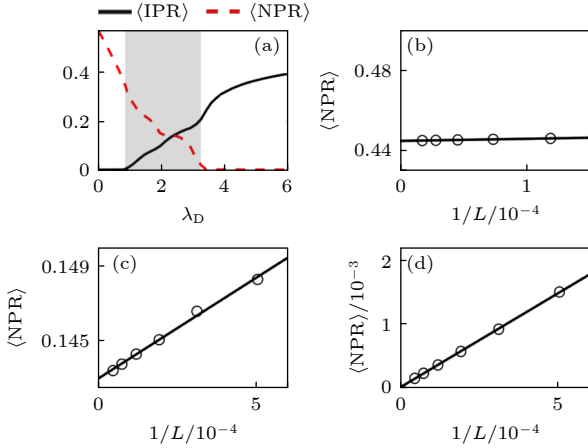 ⟨IPR⟩ ⟨NPR⟩
(a)
0.4
0.2
0
0 2 4 6
λ_D
(b)
⟨NPR⟩
0.48
0.44
0 1
1/L/10⁻⁴
(c)
⟨NPR⟩
0.149
0.145
0 5
1/L/10⁻⁴
(d)
⟨NPR⟩/10⁻³
2
1
0
0 5
1/L/10⁻⁴